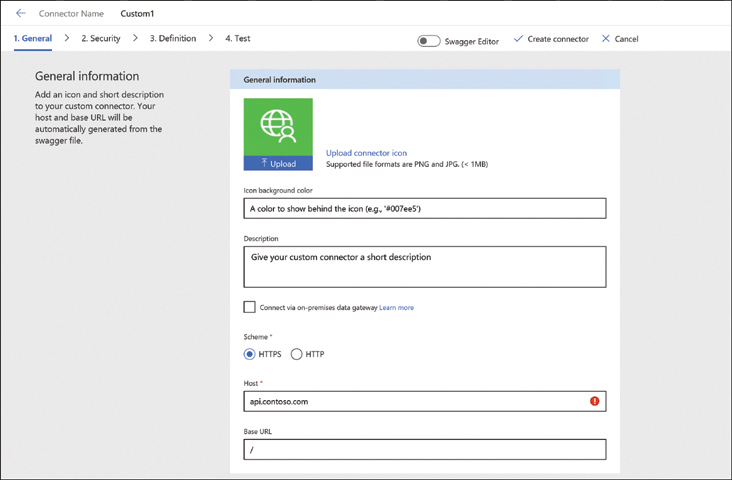 Connector Name Custom1
1. General 2. Security 3. Definition 4. Test Swagger Editor Create connector Cancel
General information
Add an icon and short description
to your custom connector. Your
host and base URL will be
automatically generated from the
swagger file.
General information
Upload
Upload connector icon
Supported file formats are PNG and JPG. (< 1MB)
Icon background color
A color to show behind the icon (e.g., '#007ee5')
Description
Give your custom connector a short description
Connect via on-premises data gateway Learn more
Scheme *
HTTPS HTTP
Host *
api.contoso.com
Base URL
/